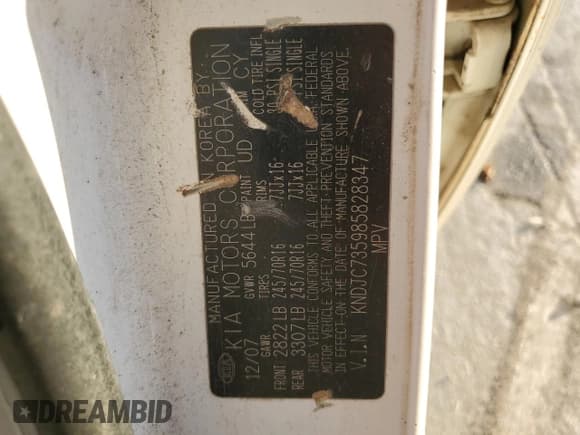 MANUFACTURED IN KOREA BY
KIA MOTORS CORPORATION
KIA
12/07 GVWR 5644LB PAINT UD CY
GAWR TIRES RIMS COLD TIRE INFL
FRONT 2822LB 245/70R16 7JJx16 30 PSI SINGLE
REAR 3307LB 245/70R16 7JJx16 PSI SINGLE
THIS VEHICLE CONFORMS TO ALL APPLICABLE FEDERAL
MOTOR VEHICLE SAFETY AND THEFT-PREVENTION STANDARDS
IN EFFECT ON THE DATE OF MANUFACTURE SHOWN ABOVE.
V.I.N KNDJC735985828347
MPV
DREAMBID